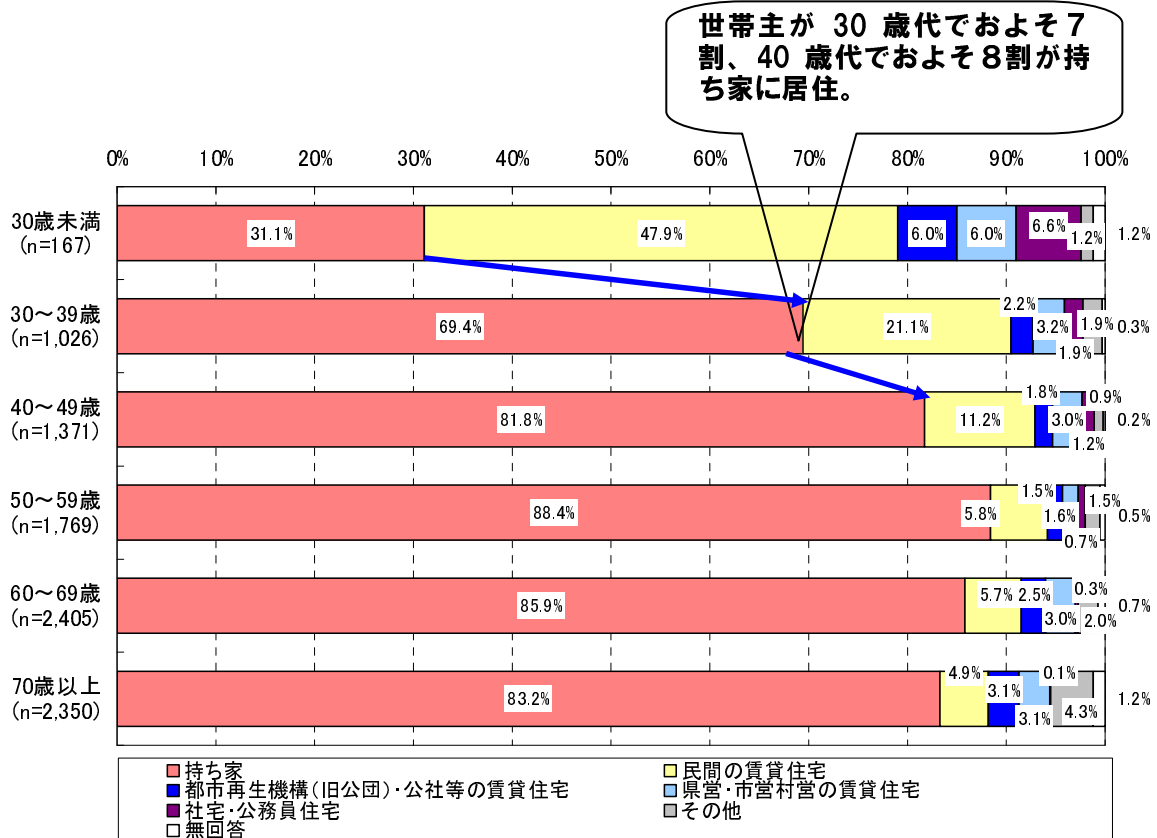 世帯主が 30 歳代でおよそ７
割、40 歳代でおよそ８割が持
ち家に居住。
0% 10% 20% 30% 40% 50% 60% 70% 80% 90% 100%
30歳未満
(n=167)
31.1% 47.9% 6.0% 6.0% 6.6% 1.2% 1.2%
30～39歳
(n=1,026)
69.4% 21.1% 2.2% 3.2% 1.9% 1.9% 0.3%
40～49歳
(n=1,371)
81.8% 11.2% 1.8% 3.0% 0.9% 1.2% 0.2%
50～59歳
(n=1,769)
88.4% 5.8% 1.5% 1.6% 0.7% 1.5% 0.5%
60～69歳
(n=2,405)
85.9% 5.7% 2.5% 3.0% 0.3% 2.0% 0.7%
70歳以上
(n=2,350)
83.2% 4.9% 3.1% 3.1% 0.1% 4.3% 1.2%
持ち家 民間の賃貸住宅
都市再生機構(旧公団)･公社等の賃貸住宅 県営･市営村営の賃貸住宅
社宅･公務員住宅 その他
無回答